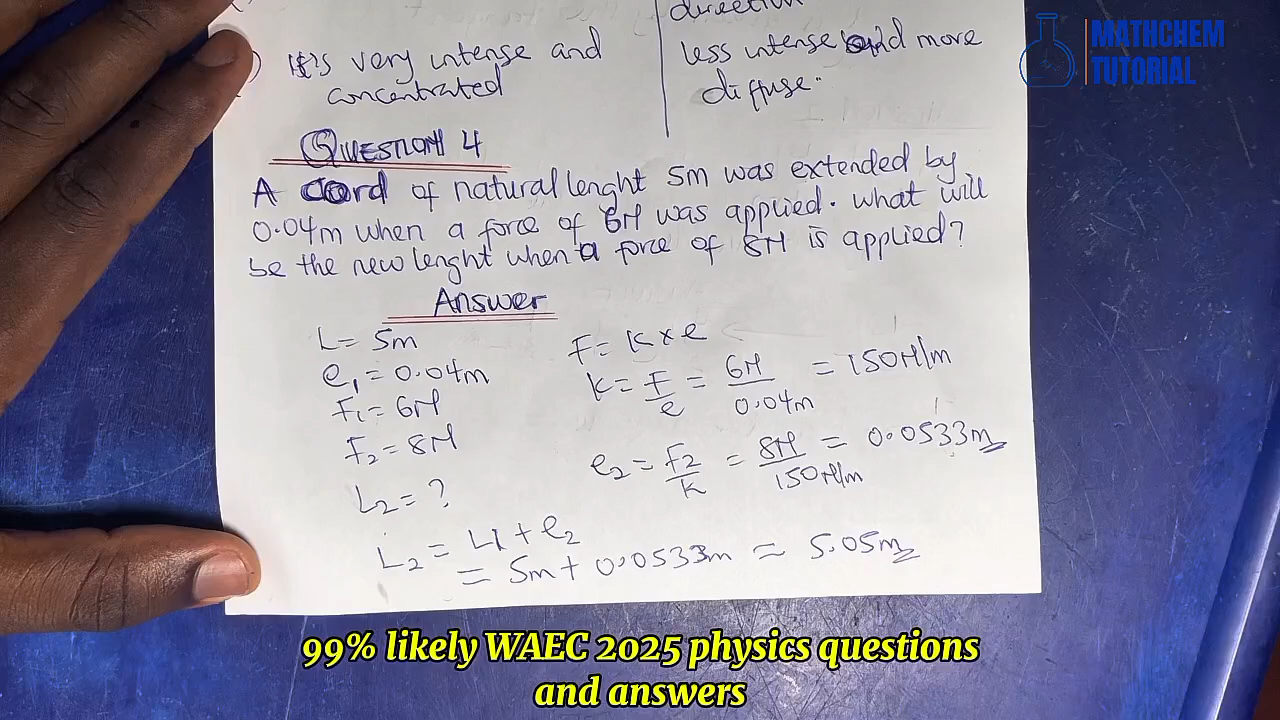 direction
MATHCHEM
TUTORIAL
It's very intense and
concentrated
less intense and more
diffuse.
QUESTION 4
A cord of natural lenght 5m was extended by
0.04m when a force of 6N was applied. what will
be the new lenght when a force of 8N is applied?
Answer
L = 5m
e₁ = 0.04m
F₁ = 6N
F₂ = 8N
L₂ = ?
F = K x e
K = F/e = 6N/0.04m = 150N/m
e₂ = F₂/K = 8N/150N/m = 0.0533m
L₂ = L1 + e₂
= 5m + 0.0533m = 5.05m
99% likely WAEC 2025 physics questions
and answers